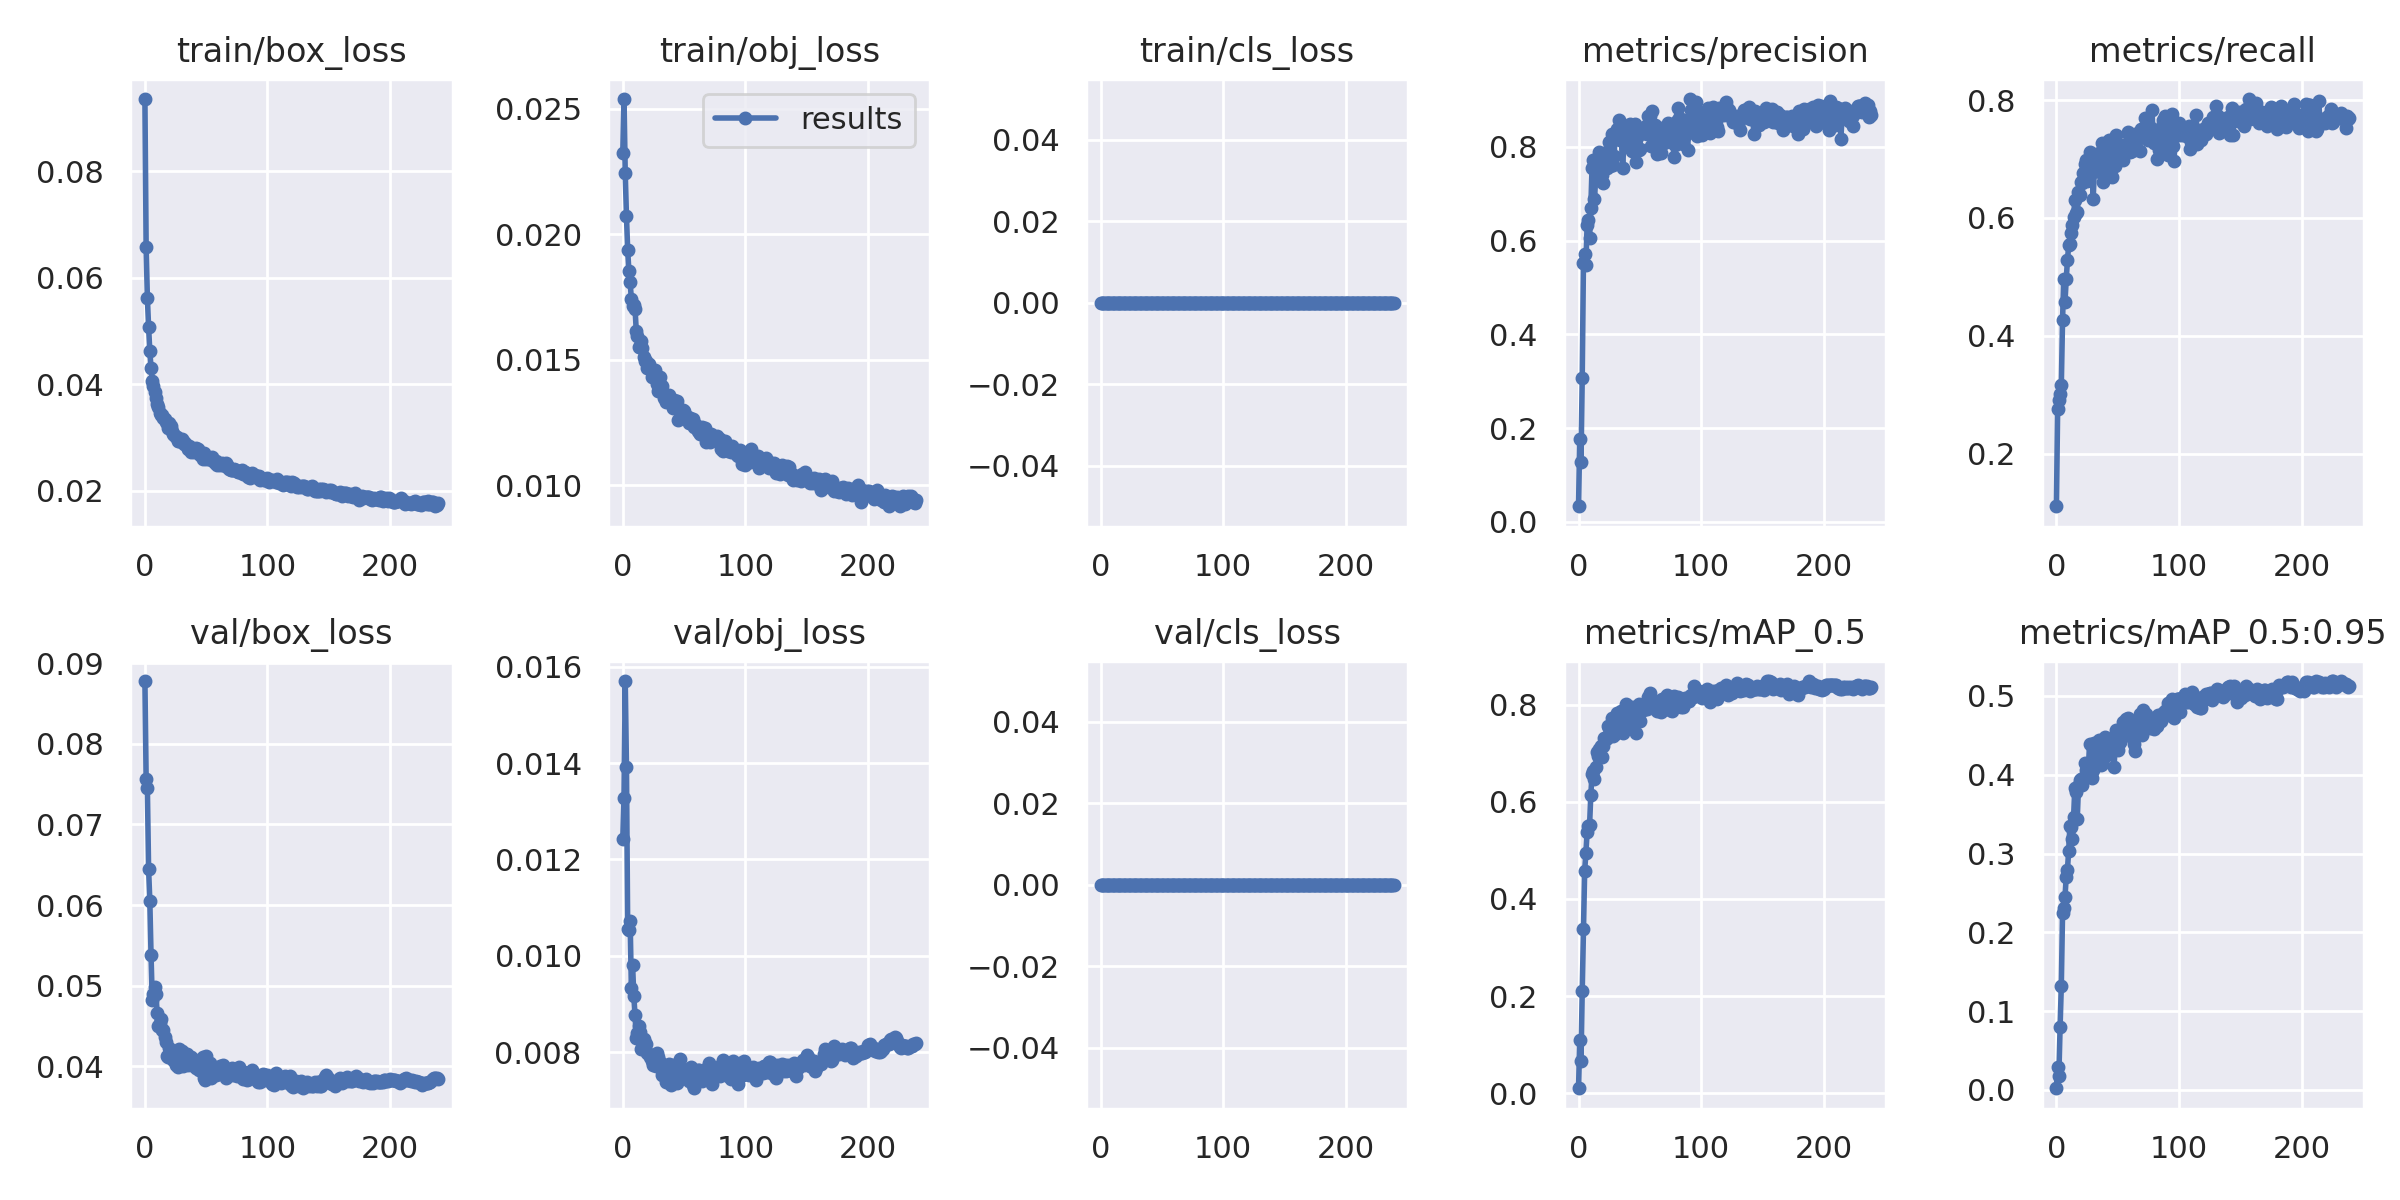 train/box_loss
0.08
0.06
0.04
0.02
0 100 200
train/obj_loss
results
0.025
0.020
0.015
0.010
0 100 200
train/cls_loss
0.04
0.02
0.00
−0.02
−0.04
0 100 200
metrics/precision
0.8
0.6
0.4
0.2
0.0
0 100 200
metrics/recall
0.8
0.6
0.4
0.2
0 100 200
val/box_loss
0.09
0.08
0.07
0.06
0.05
0.04
0 100 200
val/obj_loss
0.016
0.014
0.012
0.010
0.008
0 100 200
val/cls_loss
0.04
0.02
0.00
−0.02
−0.04
0 100 200
metrics/mAP_0.5
0.8
0.6
0.4
0.2
0.0
0 100 200
metrics/mAP_0.5:0.95
0.5
0.4
0.3
0.2
0.1
0.0
0 100 200